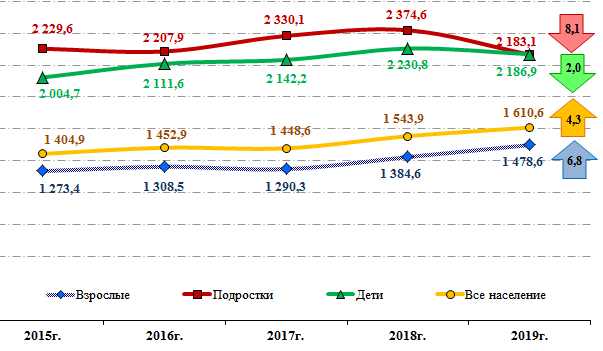 2 229,6 2 207,9 2 330,1 2 374,6 2 183,1 8,1
2 004,7 2 111,6 2 142,2 2 230,8 2 186,9 2,0
1 404,9 1 452,9 1 448,6 1 543,9 1 610,6 4,3
1 273,4 1 308,5 1 290,3 1 384,6 1 478,6 6,8
Взрослые Подростки Дети Все население
2015г. 2016г. 2017г. 2018г. 2019г.